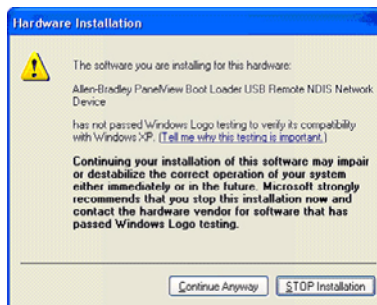 Hardware Installation
The software you are installing for this hardware:
Allen-Bradley PanelView Boot Loader USB Remote NDIS Network
Device
has not passed Windows Logo testing to verify its compatibility
with Windows XP. (Tell me why this testing is important.)
Continuing your installation of this software may impair
or destabilize the correct operation of your system
either immediately or in the future. Microsoft strongly
recommends that you stop this installation now and
contact the hardware vendor for software that has
passed Windows Logo testing.
Continue Anyway
STOP Installation